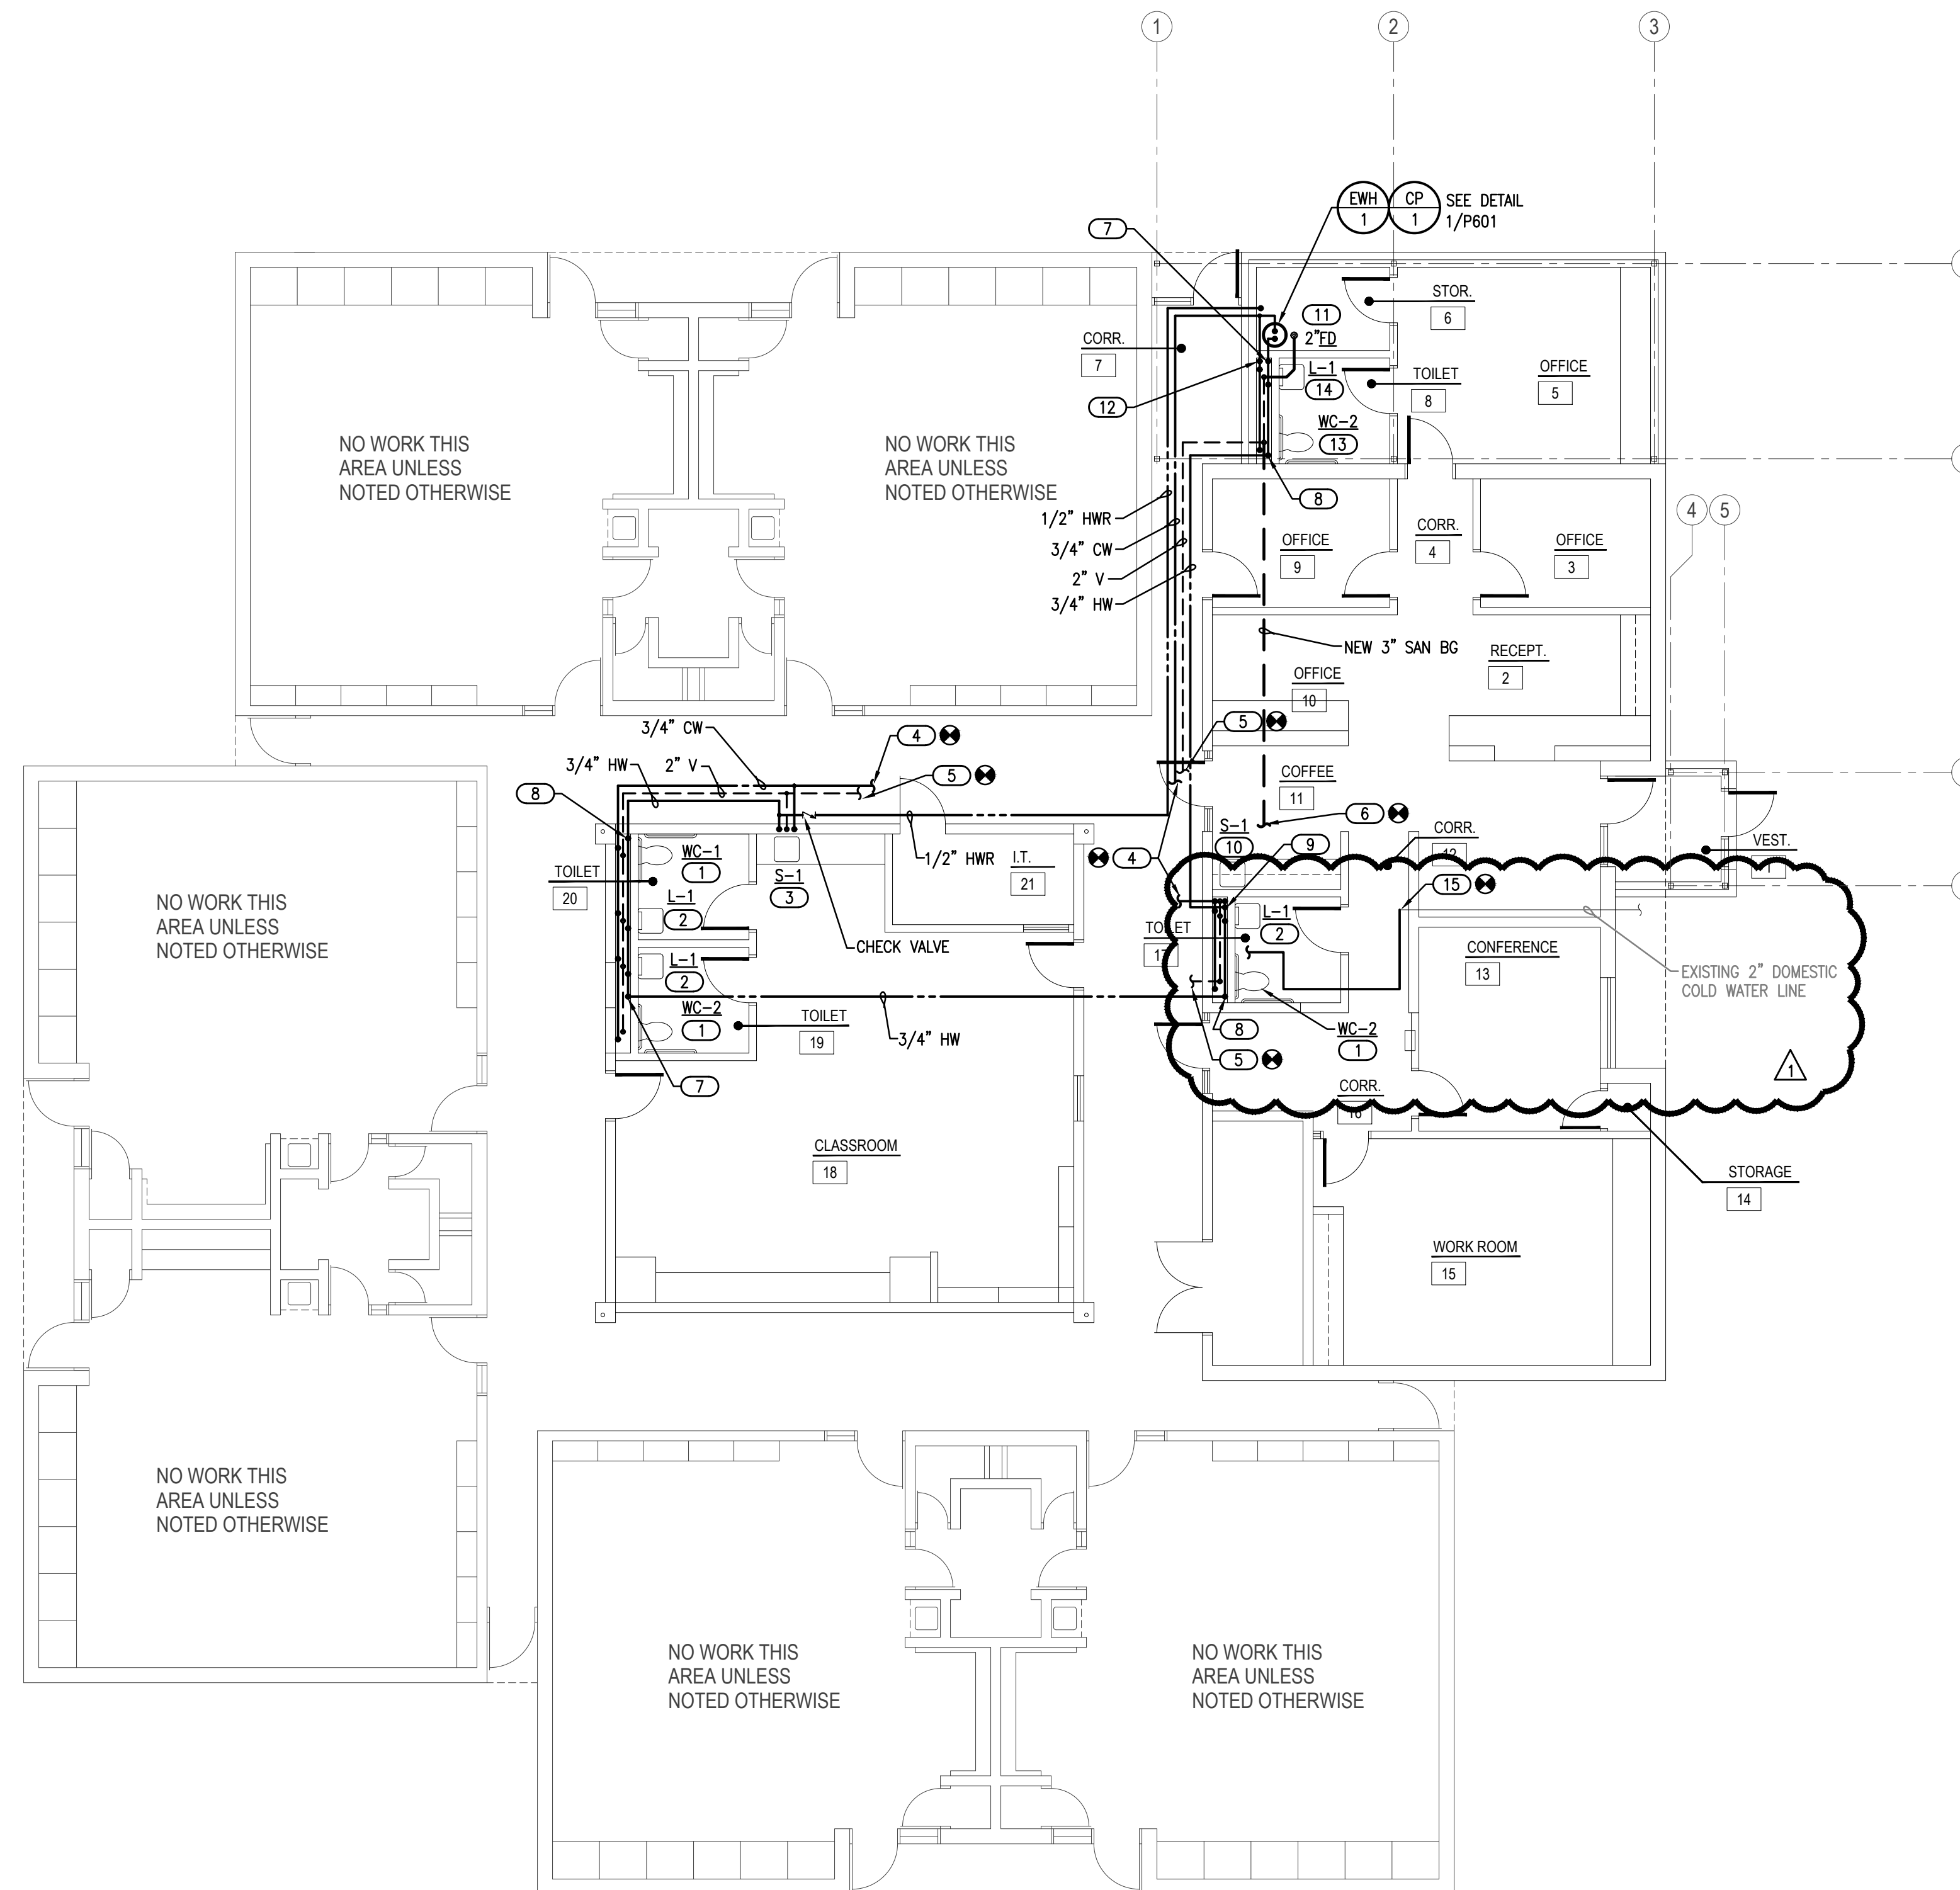 1
2
3
EWH
1
CP
1
SEE DETAIL
1/P601
7
STOR.
6
11
2"FD
CORR.
7
OFFICE
5
L-1
14
TOILET
8
12
WC-2
13
NO WORK THIS
AREA UNLESS
NOTED OTHERWISE
NO WORK THIS
AREA UNLESS
NOTED OTHERWISE
8
1/2" HWR
3/4" CW
2" V
3/4" HW
4
5
OFFICE
9
CORR.
4
OFFICE
3
NEW 3" SAN BG
RECEPT.
2
OFFICE
10
3/4" CW
4
5
3/4" HW
2" V
5
COFFEE
11
8
6
S-1
10
9
CORR.
12
VEST.
1
WC-1
1
1/2" HWR
I.T.
21
4
TOILET
20
S-1
3
15
NO WORK THIS
AREA UNLESS
NOTED OTHERWISE
L-1
2
CHECK VALVE
TOILET
17
L-1
2
CONFERENCE
13
EXISTING 2" DOMESTIC
COLD WATER LINE
L-1
2
WC-2
1
TOILET
19
3/4" HW
8
WC-2
1
5
1
7
CORR.
16
CLASSROOM
18
STORAGE
14
WORK ROOM
15
NO WORK THIS
AREA UNLESS
NOTED OTHERWISE
NO WORK THIS
AREA UNLESS
NOTED OTHERWISE
NO WORK THIS
AREA UNLESS
NOTED OTHERWISE